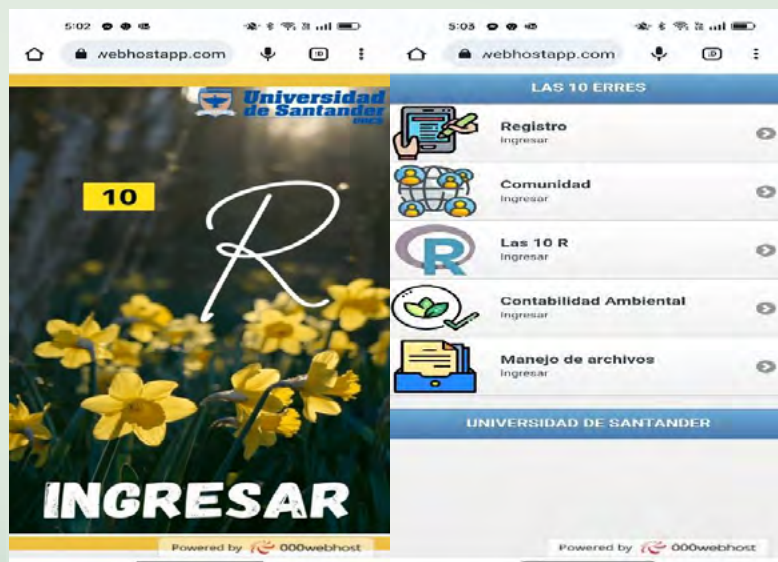 5:02
webhostapp.com
:D
Universidad
de Santander
UDES
10
R
INGRESAR
Powered by 000webhost
5:03
webhostapp.com
:D
LAS 10 ERRES
Registro
Ingresar
Comunidad
Ingresar
R
Las 10 R
Ingresar
Contabilidad Ambiental
Ingresar
Manejo de archivos
Ingresar
UNIVERSIDAD DE SANTANDER
Powered by 000webhost